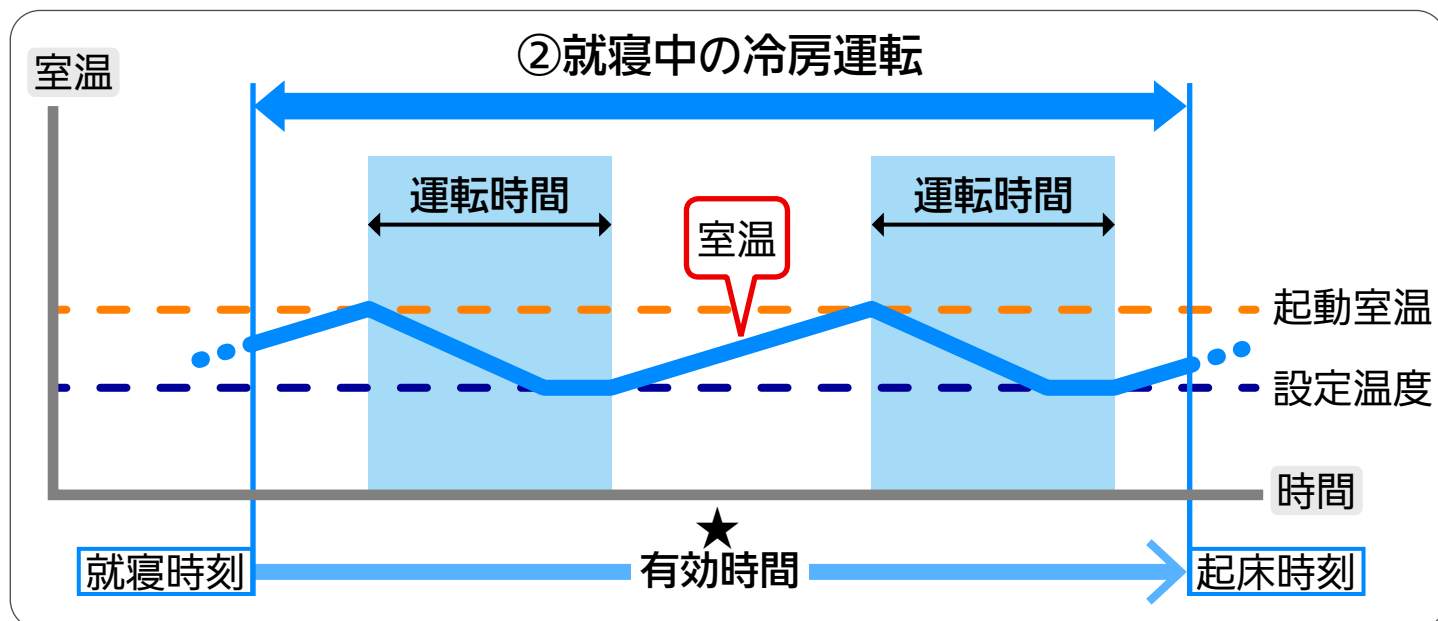 ②就寝中の冷房運転
室温
運転時間
運転時間
室温
起動室温
設定温度
時間
★
有効時間
就寝時刻
起床時刻